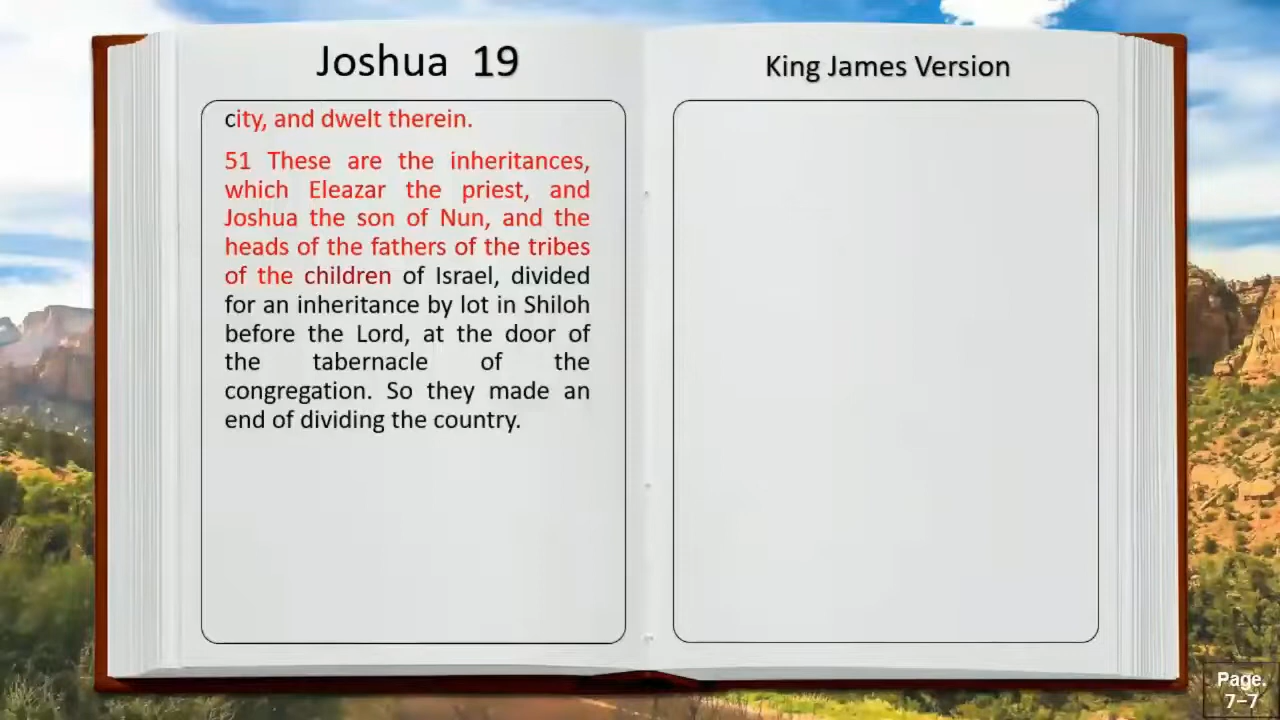 Joshua 19
King James Version
city, and dwelt therein.
51 These are the inheritances,
which Eleazar the priest, and
Joshua the son of Nun, and the
heads of the fathers of the tribes
of the children of Israel, divided
for an inheritance by lot in Shiloh
before the Lord, at the door of
the tabernacle of the
congregation. So they made an
end of dividing the country.
Page.
7-7